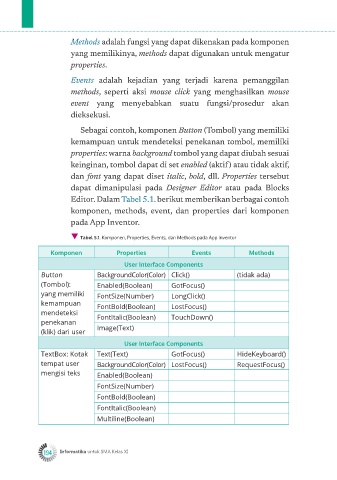 Methods adalah fungsi yang dapat dikenakan pada komponen
yang memilikinya, methods dapat digunakan untuk mengatur
properties.
Events adalah kejadian yang terjadi karena pemanggilan
methods, seperti aksi mouse click yang menghasilkan mouse
event yang menyebabkan suatu fungsi/prosedur akan
dieksekusi.
Sebagai contoh, komponen Button (Tombol) yang memiliki
kemampuan untuk mendeteksi penekanan tombol, memiliki
properties: warna background tombol yang dapat diubah sesuai
keinginan, tombol dapat di set enabled (aktif) atau tidak aktif,
dan font yang dapat diset italic, bold, dll. Properties tersebut
dapat dimanipulasi pada Designer Editor atau pada Blocks
Editor. Dalam Tabel 5.1. berikut memberikan berbagai contoh
komponen, methods, event, dan properties dari komponen
pada App Inventor.
▼ Tabel 5.1 Komponen, Properties, Events, dan Methods pada App Inventor
Komponen Properties Events Methods
User Interface Components
Button BackgroundColor(Color) Click() (tidak ada)
(Tombol): Enabled(Boolean) GotFocus()
yang memiliki FontSize(Number) LongClick()
kemampuan FontBold(Boolean) LostFocus()
mendeteksi FontItalic(Boolean) TouchDown()
penekanan Image(Text)
(klik) dari user
User Interface Components
TextBox: Kotak Text(Text) GotFocus() HideKeyboard()
tempat user BackgroundColor(Color) LostFocus() RequestFocus()
mengisi teks Enabled(Boolean)
FontSize(Number)
FontBold(Boolean)
FontItalic(Boolean)
Multiline(Boolean)
194 Informatika untuk SMA Kelas XI